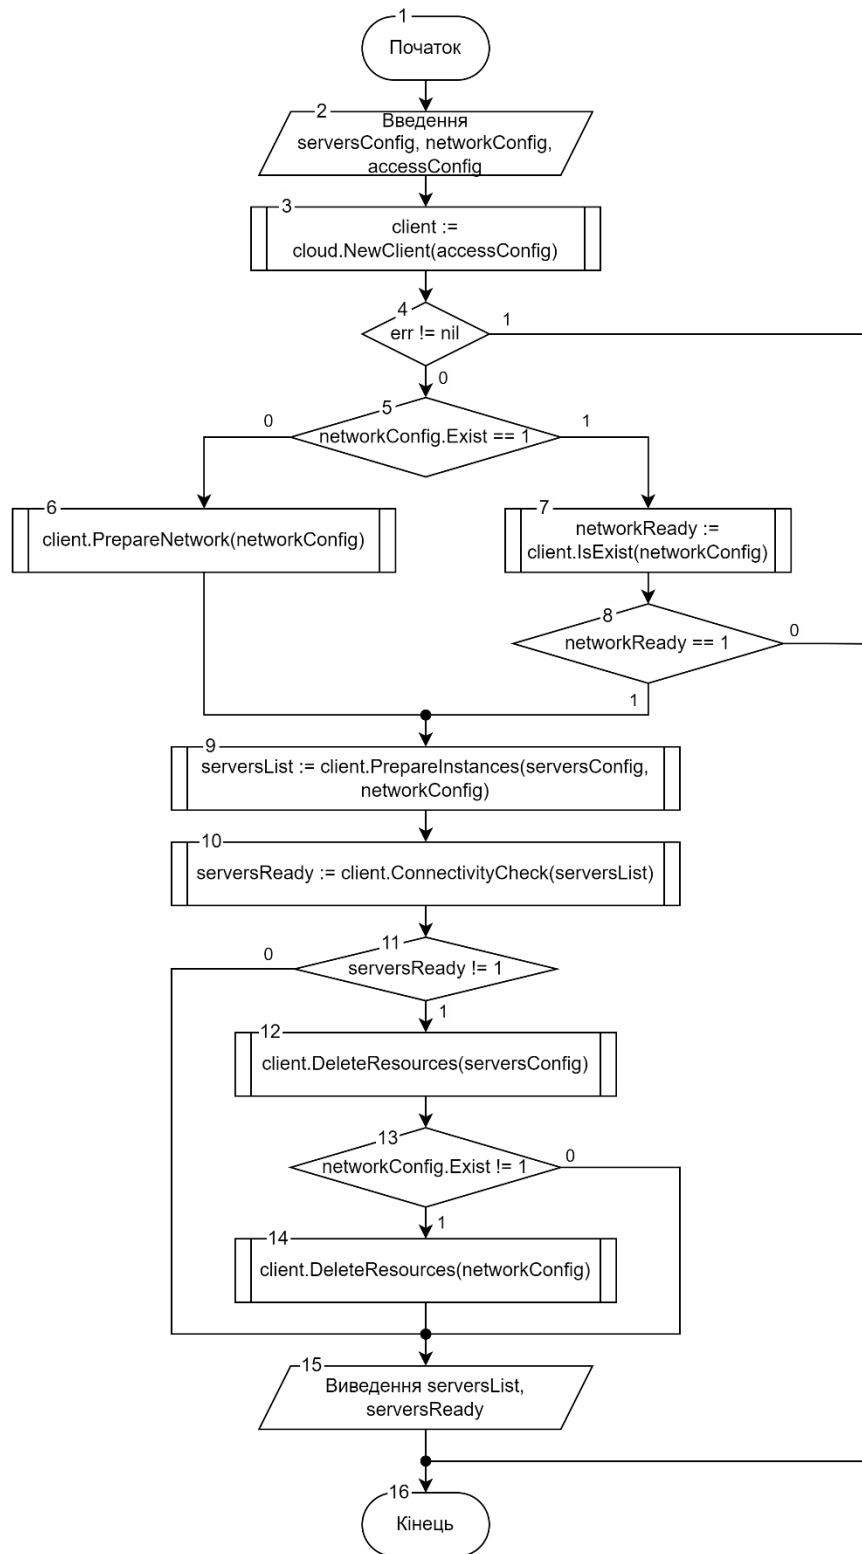 1
Початок
2
Введення
serversConfig, networkConfig,
accessConfig
3
client :=
cloud.NewClient(accessConfig)
4
err != nil
1
0
5
networkConfig.Exist == 1
0
1
6
client.PrepareNetwork(networkConfig)
7
networkReady :=
client.IsExist(networkConfig)
8
networkReady == 1
0
1
9
serversList := client.PrepareInstances(serversConfig,
networkConfig)
10
serversReady := client.ConnectivityCheck(serversList)
11
serversReady != 1
0
1
12
client.DeleteResources(serversConfig)
13
networkConfig.Exist != 1
0
1
14
client.DeleteResources(networkConfig)
15
Виведення serversList,
serversReady
16
Кінець